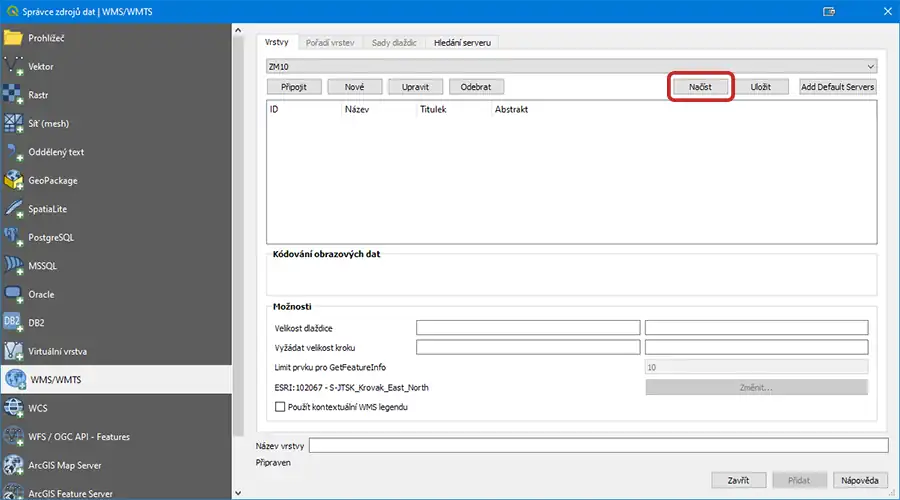 Správce zdrojů dat | WMS/WMTS
Prohlížeč
Vektor
Rastr
Síť (mesh)
Oddělený text
GeoPackage
SpatiaLite
PostgreSQL
MSSQL
Oracle
DB2
DB2
Virtuální vrstva
WMS/WMTS
WCS
WFS / OGC API - Features
ArcGIS Map Server
ArcGIS Feature Server
Vrstvy Pořadí vrstev Sady dlaždic Hledání serveru
ZM10
Připojit Nové Upravit Odebrat Načíst Uložit Add Default Servers
ID Název Titulek Abstrakt
Kódování obrazových dat
Možnosti
Velikost dlaždice
Vyžádat velikost kroku
Limit prvku pro GetFeatureInfo 10
ESRI:102067 - S-JTSK_Krovak_East_North Změnit...
Použít kontextuální WMS legendu
Název vrstvy
Připraven
Zavřít Přidat Nápověda